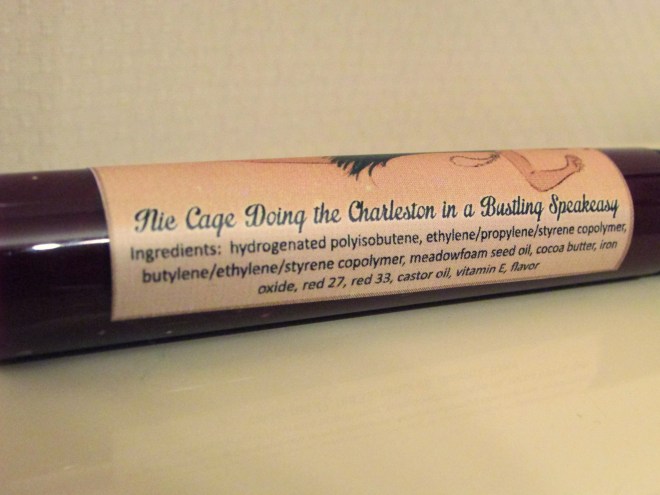 Nic Cage Doing the Charleston in a Bustling Speakeasy
Ingredients: hydrogenated polyisobutene, ethylene/propylene/styrene copolymer,
butylene/ethylene/styrene copolymer, meadowfoam seed oil, cocoa butter, iron
oxide, red 27, red 33, castor oil, vitamin E, flavor